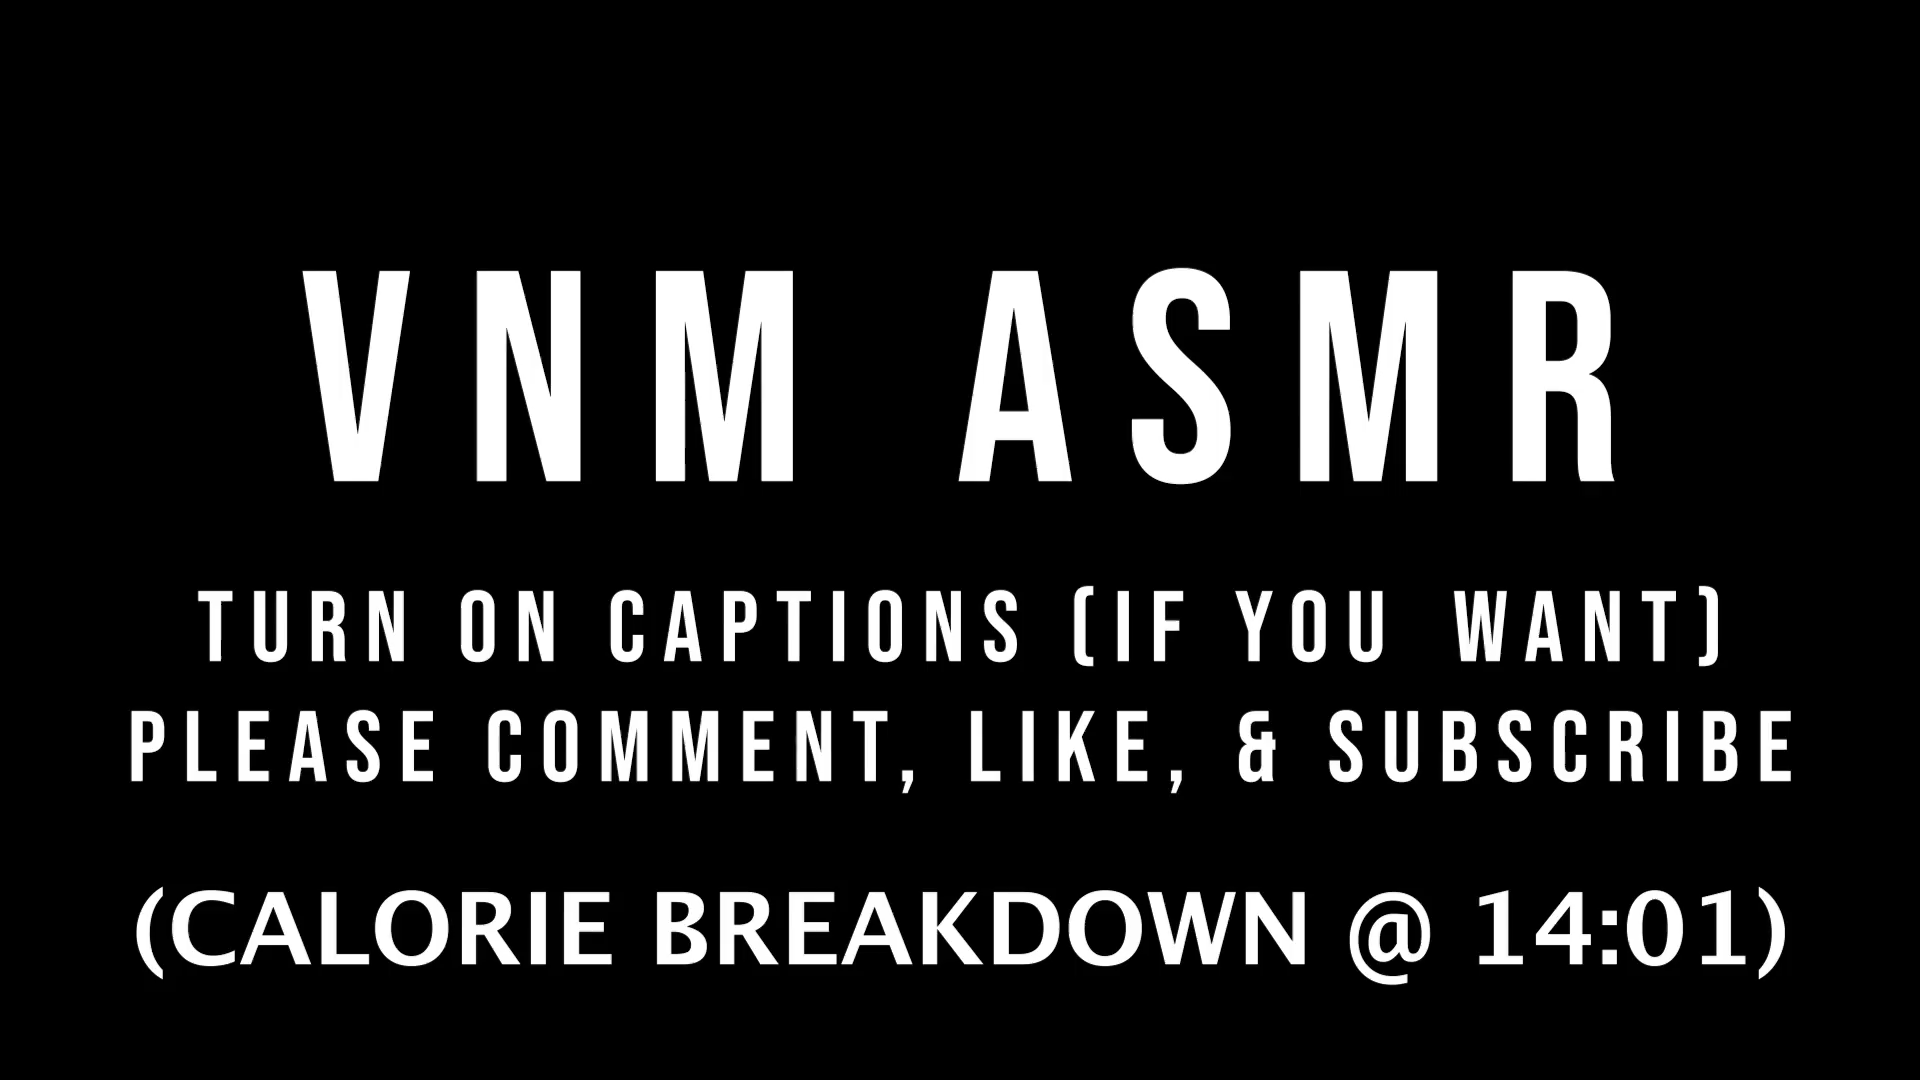 VNM ASMR
TURN ON CAPTIONS (IF YOU WANT)
PLEASE COMMENT, LIKE, & SUBSCRIBE
(CALORIE BREAKDOWN @ 14:01)